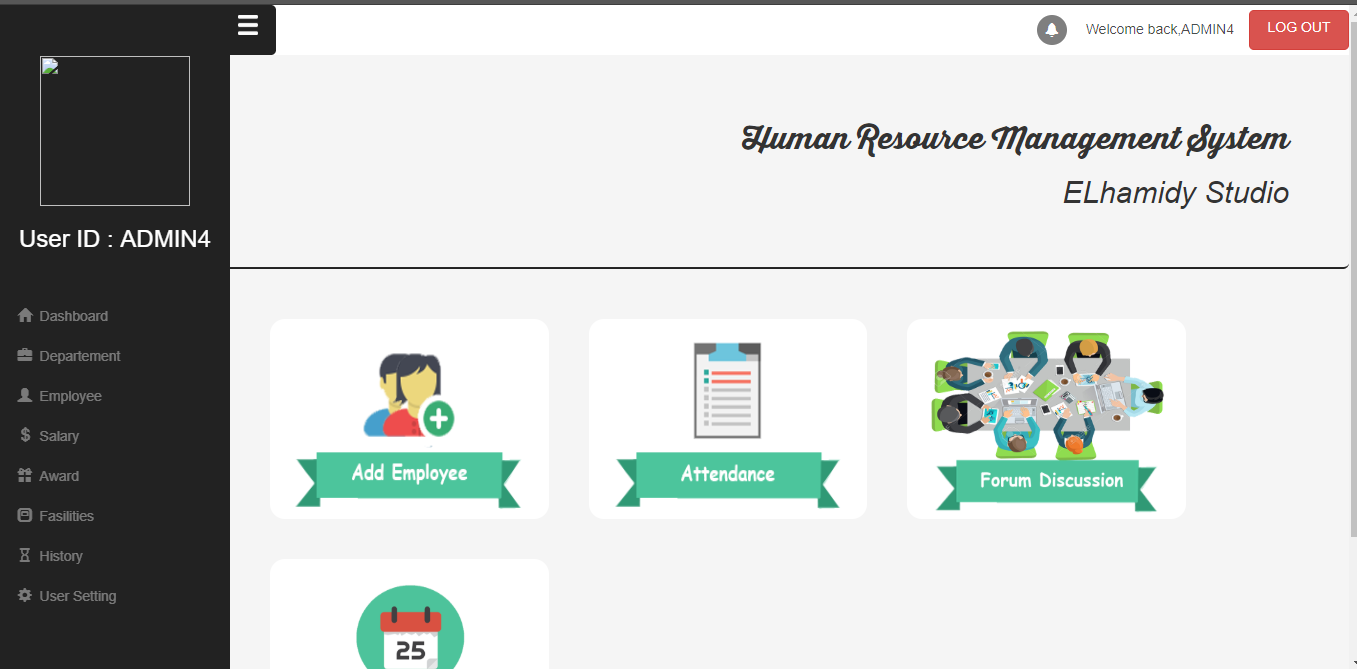 Welcome back,ADMIN4
LOG OUT
User ID : ADMIN4
Dashboard
Departement
Employee
Salary
Award
Fasilities
History
User Setting
Human Resource Management System
ELhamidy Studio
Add Employee
Attendance
Forum Discussion
25